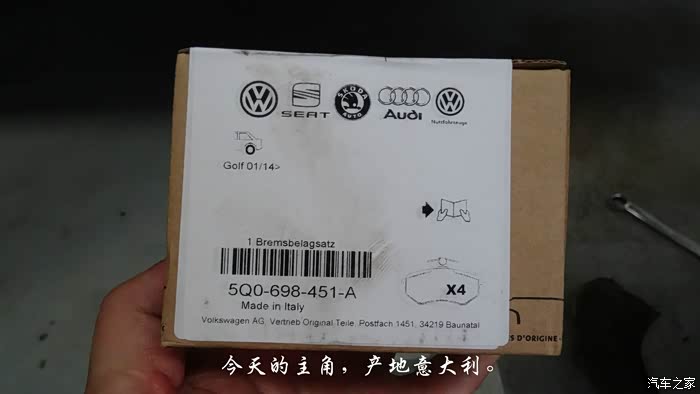 SEAT
ŠKODA
AUTO
Audi
Nutzfahrzeuge
Golf 01/14>
1 Bremsbelagsatz
5Q0-698-451-A
Made in Italy
X4
Volkswagen AG, Vertrieb Original Teile. Postfach 1451, 34219 Baunatal
S D'ORIGINE
今天的主角，产地意大利。
汽车之家